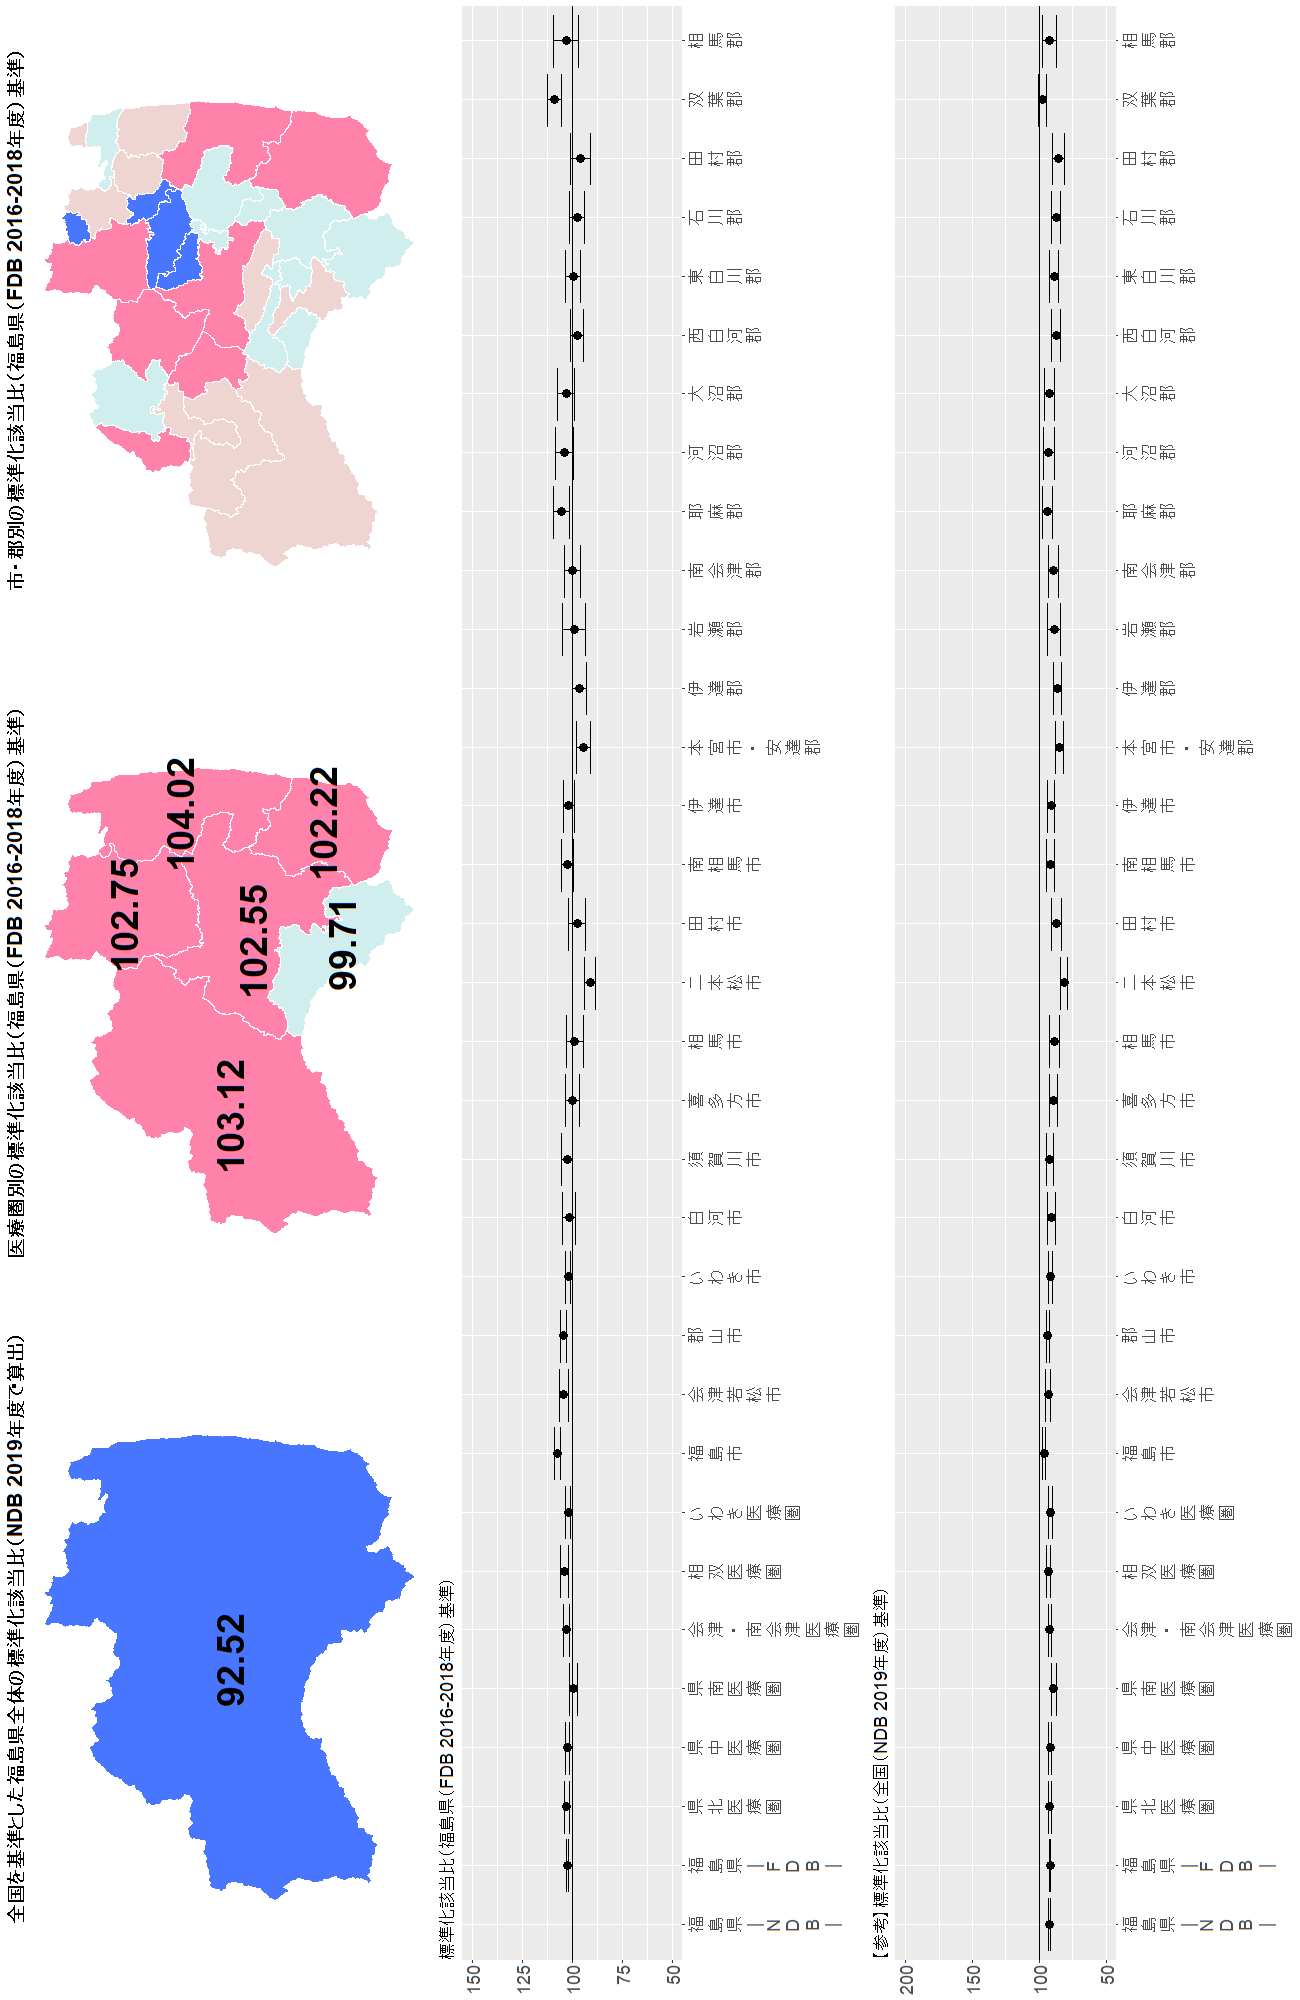 全国を基準とした福島県全体の標準化該当比（NDB 2019年度で算出）
92.52
医療圏別の標準化該当比（福島県（FDB 2016-2018年度）基準）
103.12
102.75
104.02
102.55
102.22
99.71
市・郡別の標準化該当比（福島県（FDB 2016-2018年度）基準）
標準化該当比（福島県（FDB 2016-2018年度）基準）
150
125
100
75
50
福島県ーNDBー
福島県ーFDBー
県北医療圏
県中医療圏
県南医療圏
会津・南会津医療圏
相双医療圏
いわき医療圏
福島市
会津若松市
郡山市
いわき市
白河市
須賀川市
喜多方市
相馬市
二本松市
田村市
南相馬市
伊達市
本宮市・安達郡
伊達郡
岩瀬郡
南会津郡
耶麻郡
河沼郡
大沼郡
西白河郡
東白川郡
石川郡
田村郡
双葉郡
相馬郡
【参考】標準化該当比（全国（NDB 2019年度）基準）
200
150
100
50
福島県ーNDBー
福島県ーFDBー
県北医療圏
県中医療圏
県南医療圏
会津・南会津医療圏
相双医療圏
いわき医療圏
福島市
会津若松市
郡山市
いわき市
白河市
須賀川市
喜多方市
相馬市
二本松市
田村市
南相馬市
伊達市
本宮市・安達郡
伊達郡
岩瀬郡
南会津郡
耶麻郡
河沼郡
大沼郡
西白河郡
東白川郡
石川郡
田村郡
双葉郡
相馬郡